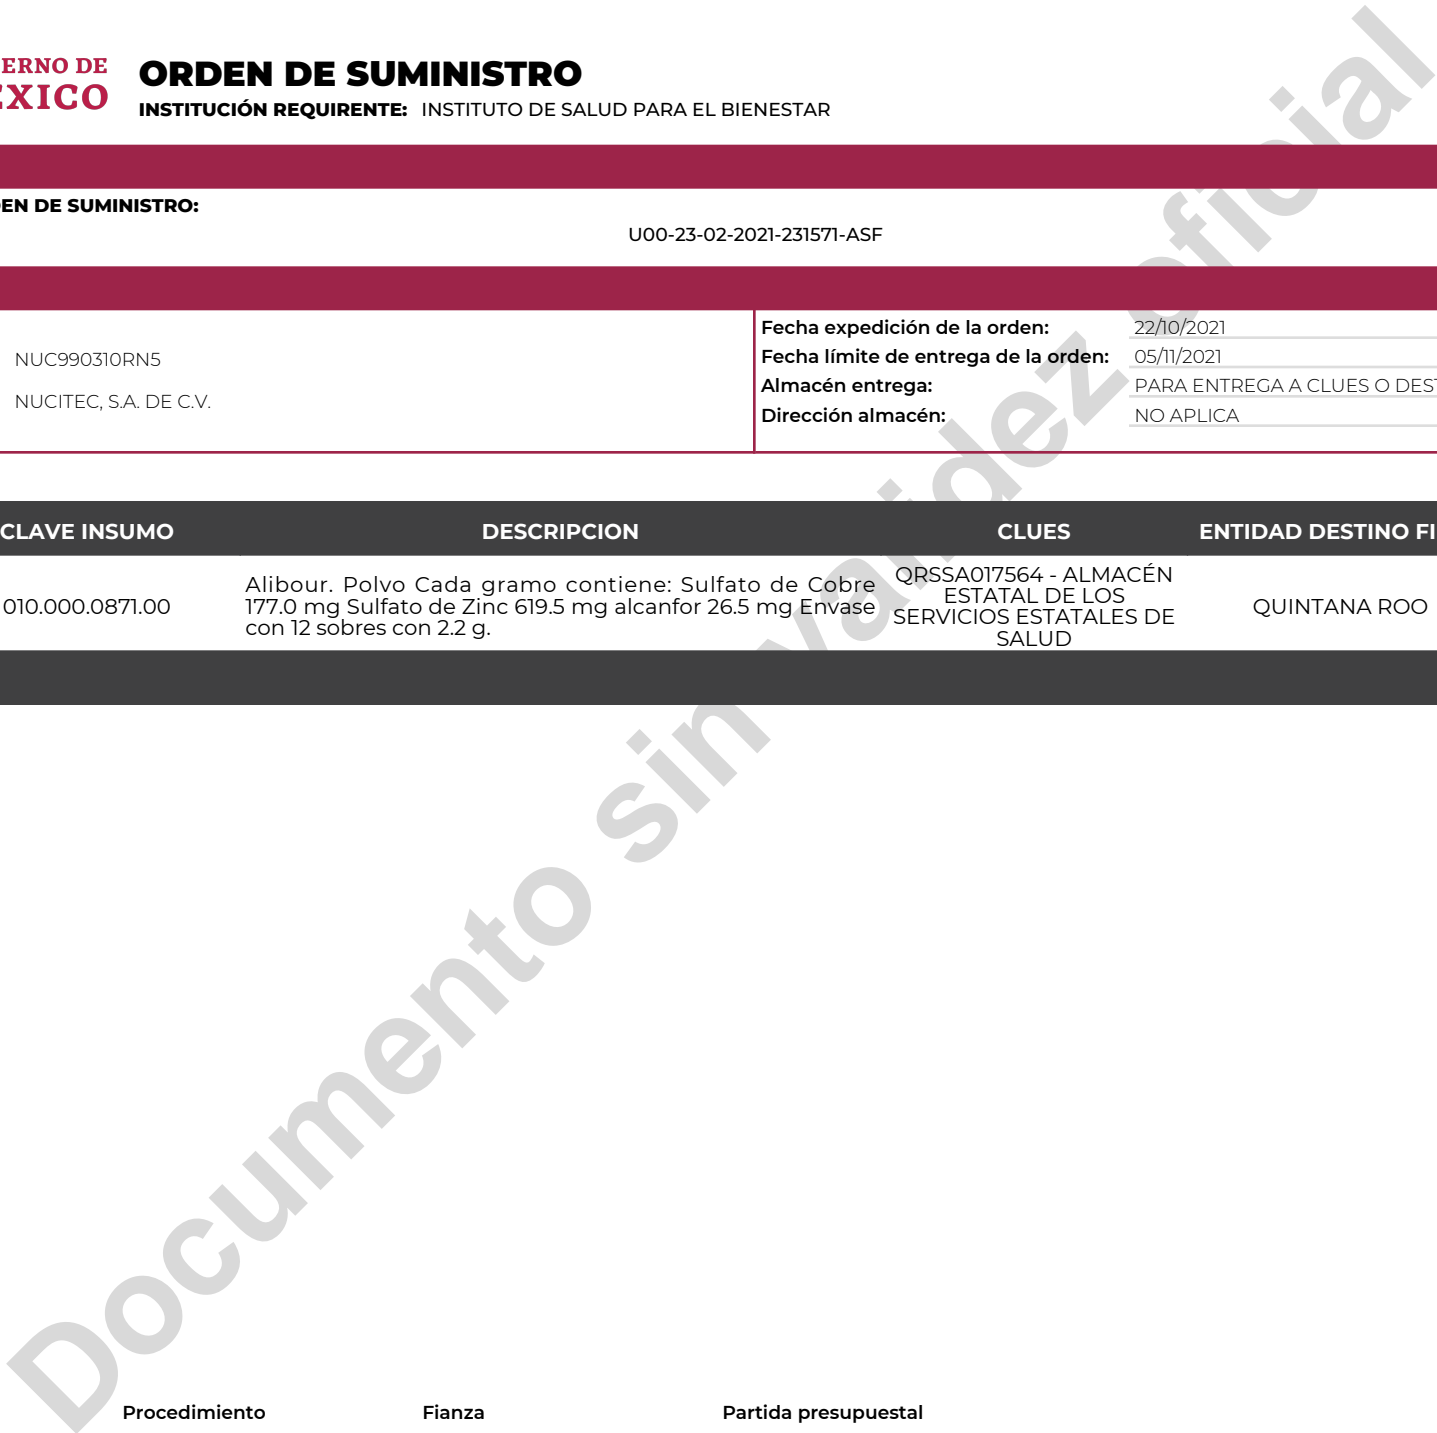 ERNO DE
ÉXICO
ORDEN DE SUMINISTRO
INSTITUCIÓN REQUIRENTE: INSTITUTO DE SALUD PARA EL BIENESTAR
EN DE SUMINISTRO:
U00-23-02-2021-231571-ASF
NUC990310RN5
NUCITEC, S.A. DE C.V.
Fecha expedición de la orden: 22/10/2021
Fecha límite de entrega de la orden: 05/11/2021
Almacén entrega: PARA ENTREGA A CLUES O DEST
Dirección almacén: NO APLICA
CLAVE INSUMO DESCRIPCION CLUES ENTIDAD DESTINO FI
010.000.0871.00
Alibour. Polvo Cada gramo contiene: Sulfato de Cobre
177.0 mg Sulfato de Zinc 619.5 mg alcanfor 26.5 mg Envase
con 12 sobres con 2.2 g.
QRSSA017564 - ALMACÉN
ESTATAL DE LOS
SERVICIOS ESTATALES DE
SALUD
QUINTANA ROO
Documento sin validez oficial
Procedimiento Fianza Partida presupuestal